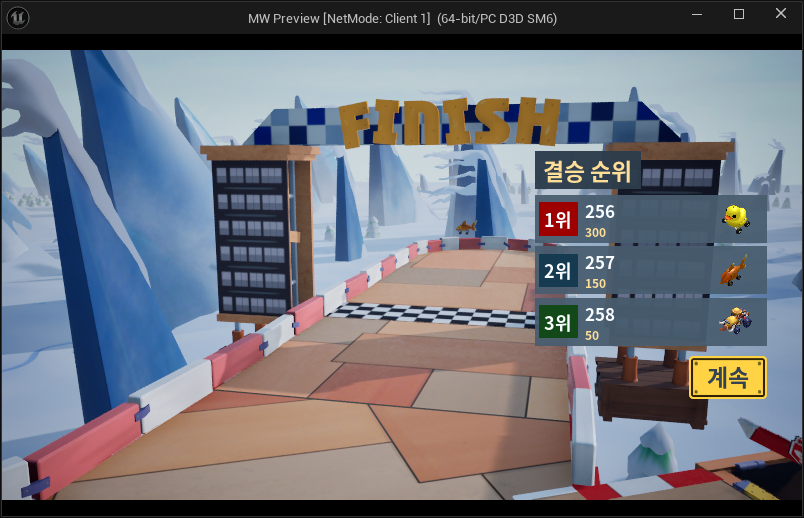 MW Preview [NetMode: Client 1] (64-bit/PC D3D SM6)
FINISH
결승 순위
1위
256
300
2위
257
150
3위
258
50
계속